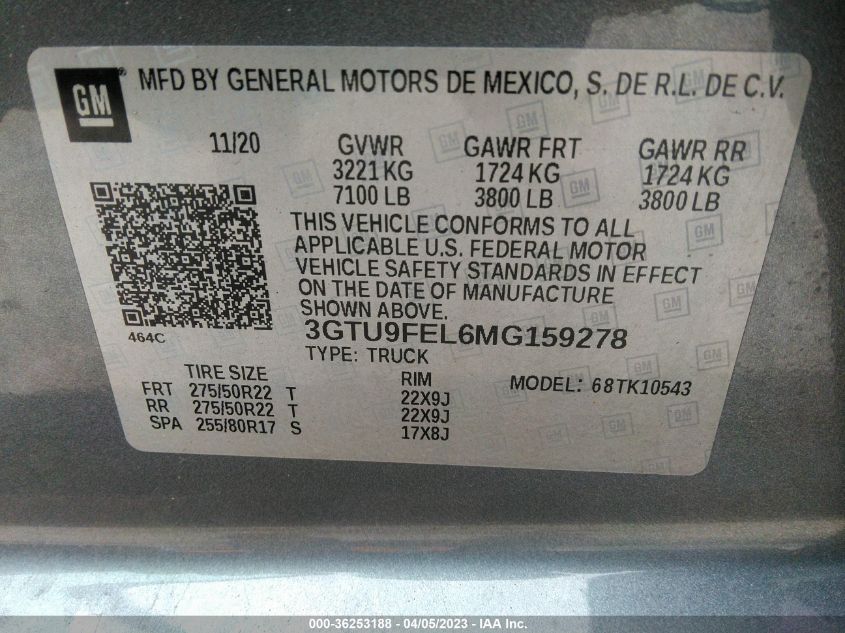 GM ® MFD BY GENERAL MOTORS DE MEXICO, S. DE R.L. DE C.V.
11/20 GVWR GAWR FRT GAWR RR
3221 KG 1724 KG 1724 KG
7100 LB 3800 LB 3800 LB
THIS VEHICLE CONFORMS TO ALL
APPLICABLE U.S. FEDERAL MOTOR
VEHICLE SAFETY STANDARDS IN EFFECT
ON THE DATE OF MANUFACTURE
SHOWN ABOVE.
464C 3GTU9FEL6MG159278
TYPE: TRUCK
TIRE SIZE RIM MODEL: 68TK10543
FRT 275/50R22 T 22X9J
RR 275/50R22 T 22X9J
SPA 255/80R17 S 17X8J
000-36253188 - 04/05/2023 - Copyright © 2023 IAA, Inc.